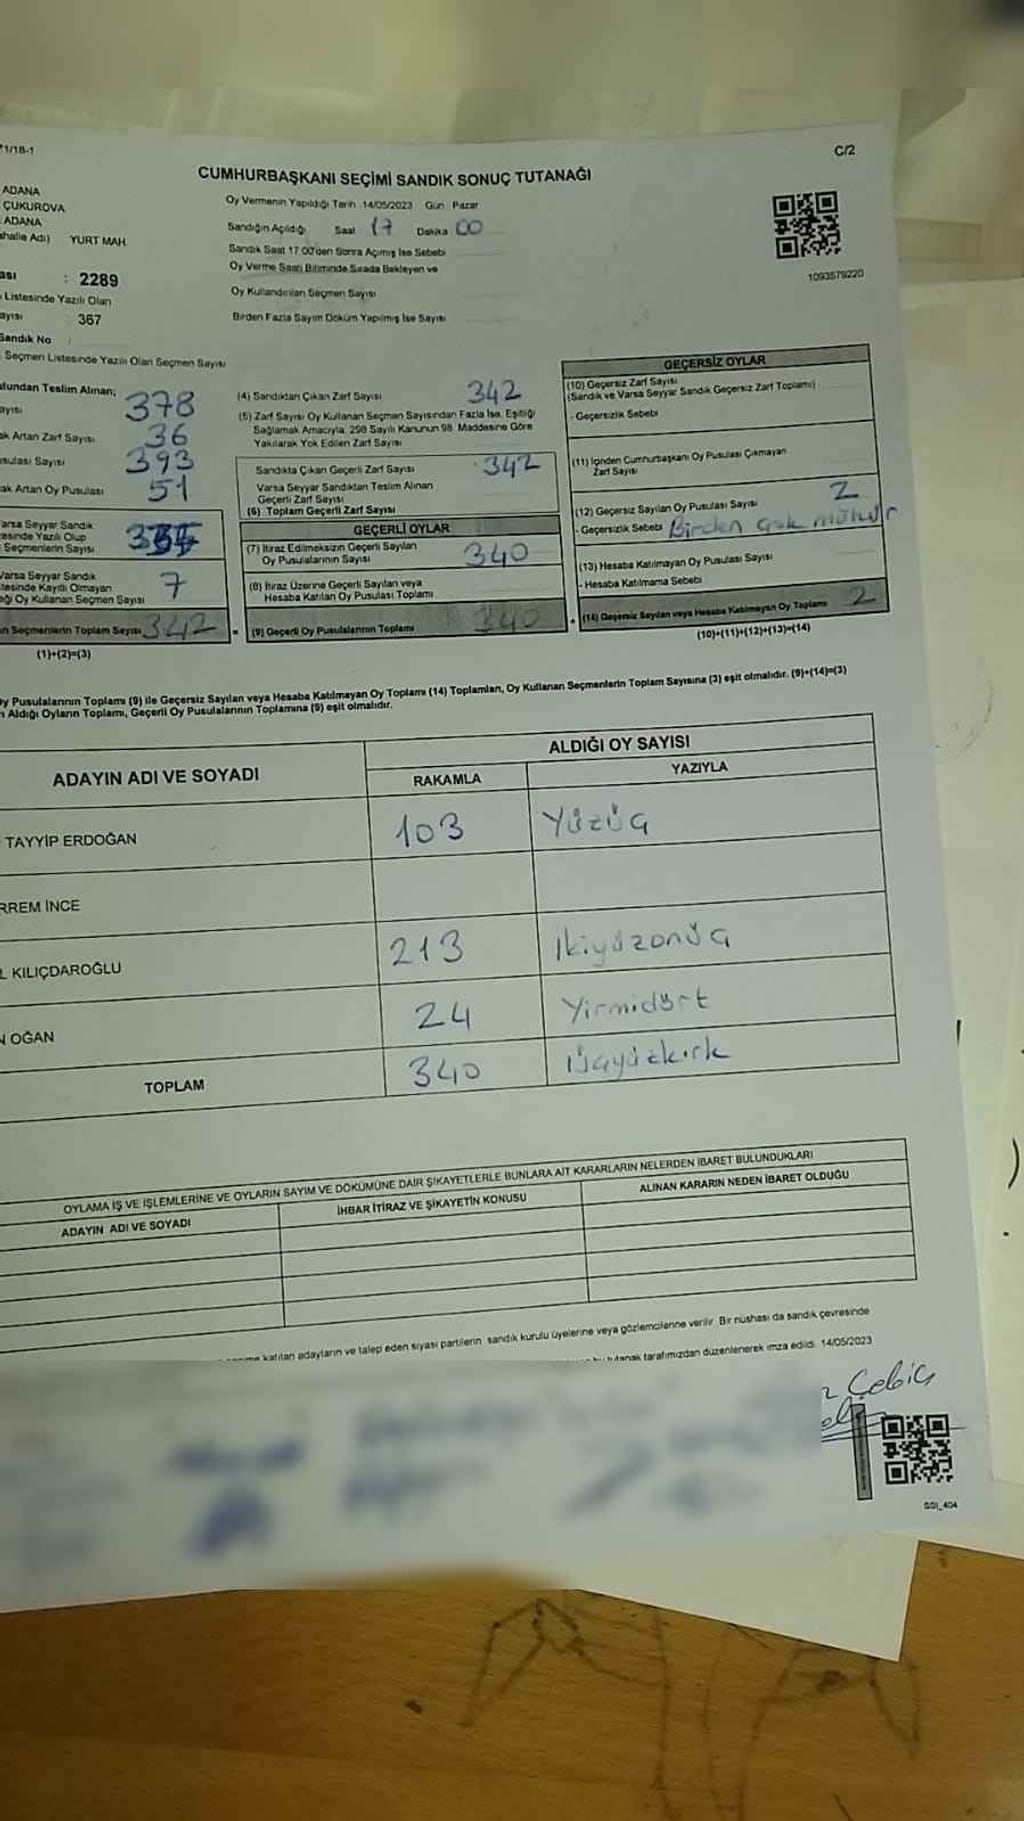 1/18-1
C/2
CUMHURBAŞKANI SEÇİMİ SANDIK SONUÇ TUTANAĞI
ADANA
ÇUKUROVA
ADANA
halle Adı) YURT MAH.
ası : 2289
Listesinde Yazılı Olan
ayısı 367
Sandık No :
Seçmen Listesinde Yazılı Olan Seçmen Sayısı
Oy Vermenin Yapıldığı Tarih :14/05/2023 Gün : Pazar
Sandığın Açıldığı Saat 17 Dakika 00
Sandık Saat 17.00'den Sonra Açılmış İse Sebebi
Oy Verme Saati Bitiminde Sırada Bekleyen ve
Oy Kullandırılan Seçmen Sayısı
Birden Fazla Sayım Döküm Yapılmış İse Sayısı
1093579220
ulundan Teslim Alınan;
ayısı 378
ak Artan Zarf Sayısı 36
usulası Sayısı 393
ak Artan Oy Pusulası 51
arsa Seyyar Sandık
esinde Yazılı Olup
Seçmenlerin Sayısı
Varsa Seyyar Sandık
tesinde Kayıtlı Olmayan
eği Oy Kullanan Seçmen Sayısı 7
n Seçmenlerin Toplam Sayısı 342
(1)+(2)=(3)
(4) Sandıktan Çıkan Zarf Sayısı 342
(5) Zarf Sayısı Oy Kullanan Seçmen Sayısından Fazla İse, Eşitliği
Sağlamak Amacıyla, 298 Sayılı Kanunun 98. Maddesine Göre
Yakılarak Yok Edilen Zarf Sayısı
Sandıkta Çıkan Geçerli Zarf Sayısı 342
Varsa Seyyar Sandıktan Teslim Alınan
Geçerli Zarf Sayısı
(6) Toplam Geçerli Zarf Sayısı
GEÇERLİ OYLAR
(7) İtiraz Edilmeksizin Geçerli Sayılan
Oy Pusulalarının Sayısı 340
(8) İtiraz Üzerine Geçerli Sayılan veya
Hesaba Katılan Oy Pusulası Toplamı
(9) Geçerli Oy Pusulalarının Toplamı 340
GEÇERSİZ OYLAR
(10) Geçersiz Zarf Sayısı
(Sandık ve Varsa Seyyar Sandık Geçersiz Zarf Toplamı)
- Geçersizlik Sebebi
(11) İçinden Cumhurbaşkanı Oy Pusulası Çıkmayan
Zarf Sayısı
(12) Geçersiz Sayılan Oy Pusulası Sayısı 2
- Geçersizlik Sebebi Birden çok mühür
(13) Hesaba Katılmayan Oy Pusulası Sayısı
- Hesaba Katılmama Sebebi
(14) Geçersiz Sayılan veya Hesaba Katılmayan Oy Toplamı 2
(10)+(11)+(12)+(13)=(14)
y Pusulalarının Toplamı (9) ile Geçersiz Sayılan veya Hesaba Katılmayan Oy Toplamı (14) Toplamları, Oy Kullanan Seçmenlerin Toplam Sayısına (3) eşit olmalıdır. (9)+(14)=(3)
n Aldığı Oyların Toplamı, Geçerli Oy Pusulalarının Toplamına (9) eşit olmalıdır.
ADAYIN ADI VE SOYADI
ALDIĞI OY SAYISI
RAKAMLA YAZIYLA
TAYYİP ERDOĞAN 103 Yüzüç
RREM İNCE
L KILIÇDAROĞLU 213 İkiyüzonüç
N OĞAN 24 Yirmidört
TOPLAM 340 Üçyüzkırk
OYLAMA İŞ VE İŞLEMLERİNE VE OYLARIN SAYIM VE DÖKÜMÜNE DAİR ŞİKAYETLERLE BUNLARA AİT KARARLARIN NELERDEN İBARET BULUNDUKLARI
ADAYIN ADI VE SOYADI İHBAR İTİRAZ VE ŞİKAYETİN KONUSU ALINAN KARARIN NEDEN İBARET OLDUĞU
katılan adayların ve talep eden siyasi partilerin, sandık kurulu üyelerine veya gözlemcilerine verilir. Bir nüshası da sandık çevresinde
bu tutanak tarafımızdan düzenlenerek imza edildi. 14/05/2023
Çebiç
SDI_404